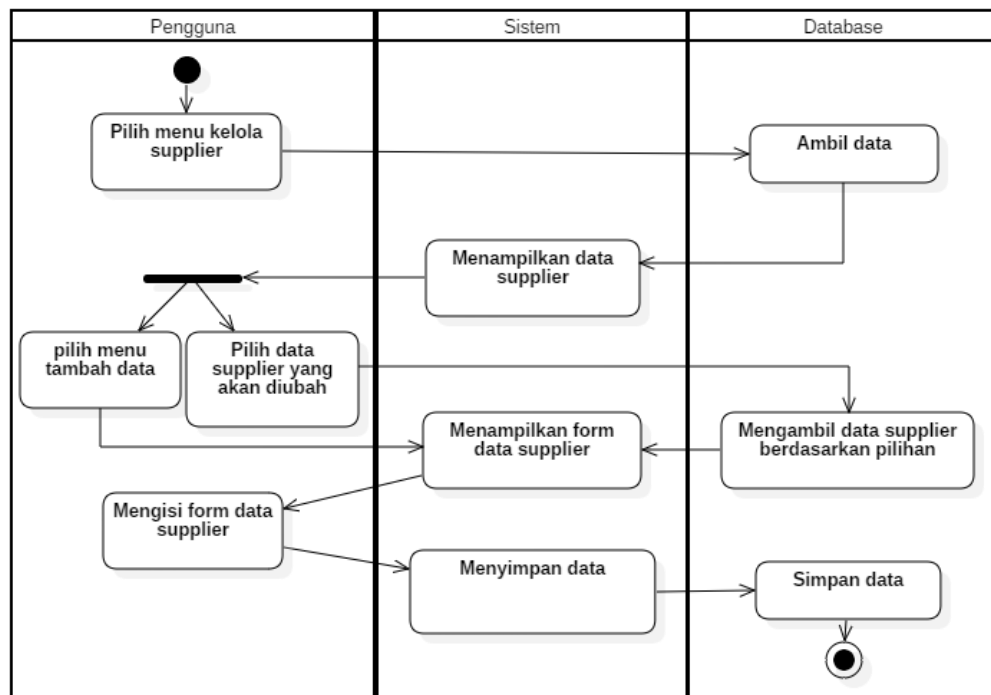 Pengguna
Sistem
Database
Pilih menu kelola
supplier
Ambil data
Menampilkan data
supplier
pilih menu
tambah data
Pilih data
supplier yang
akan diubah
Menampilkan form
data supplier
Mengambil data supplier
berdasarkan pilihan
Mengisi form data
supplier
Menyimpan data
Simpan data